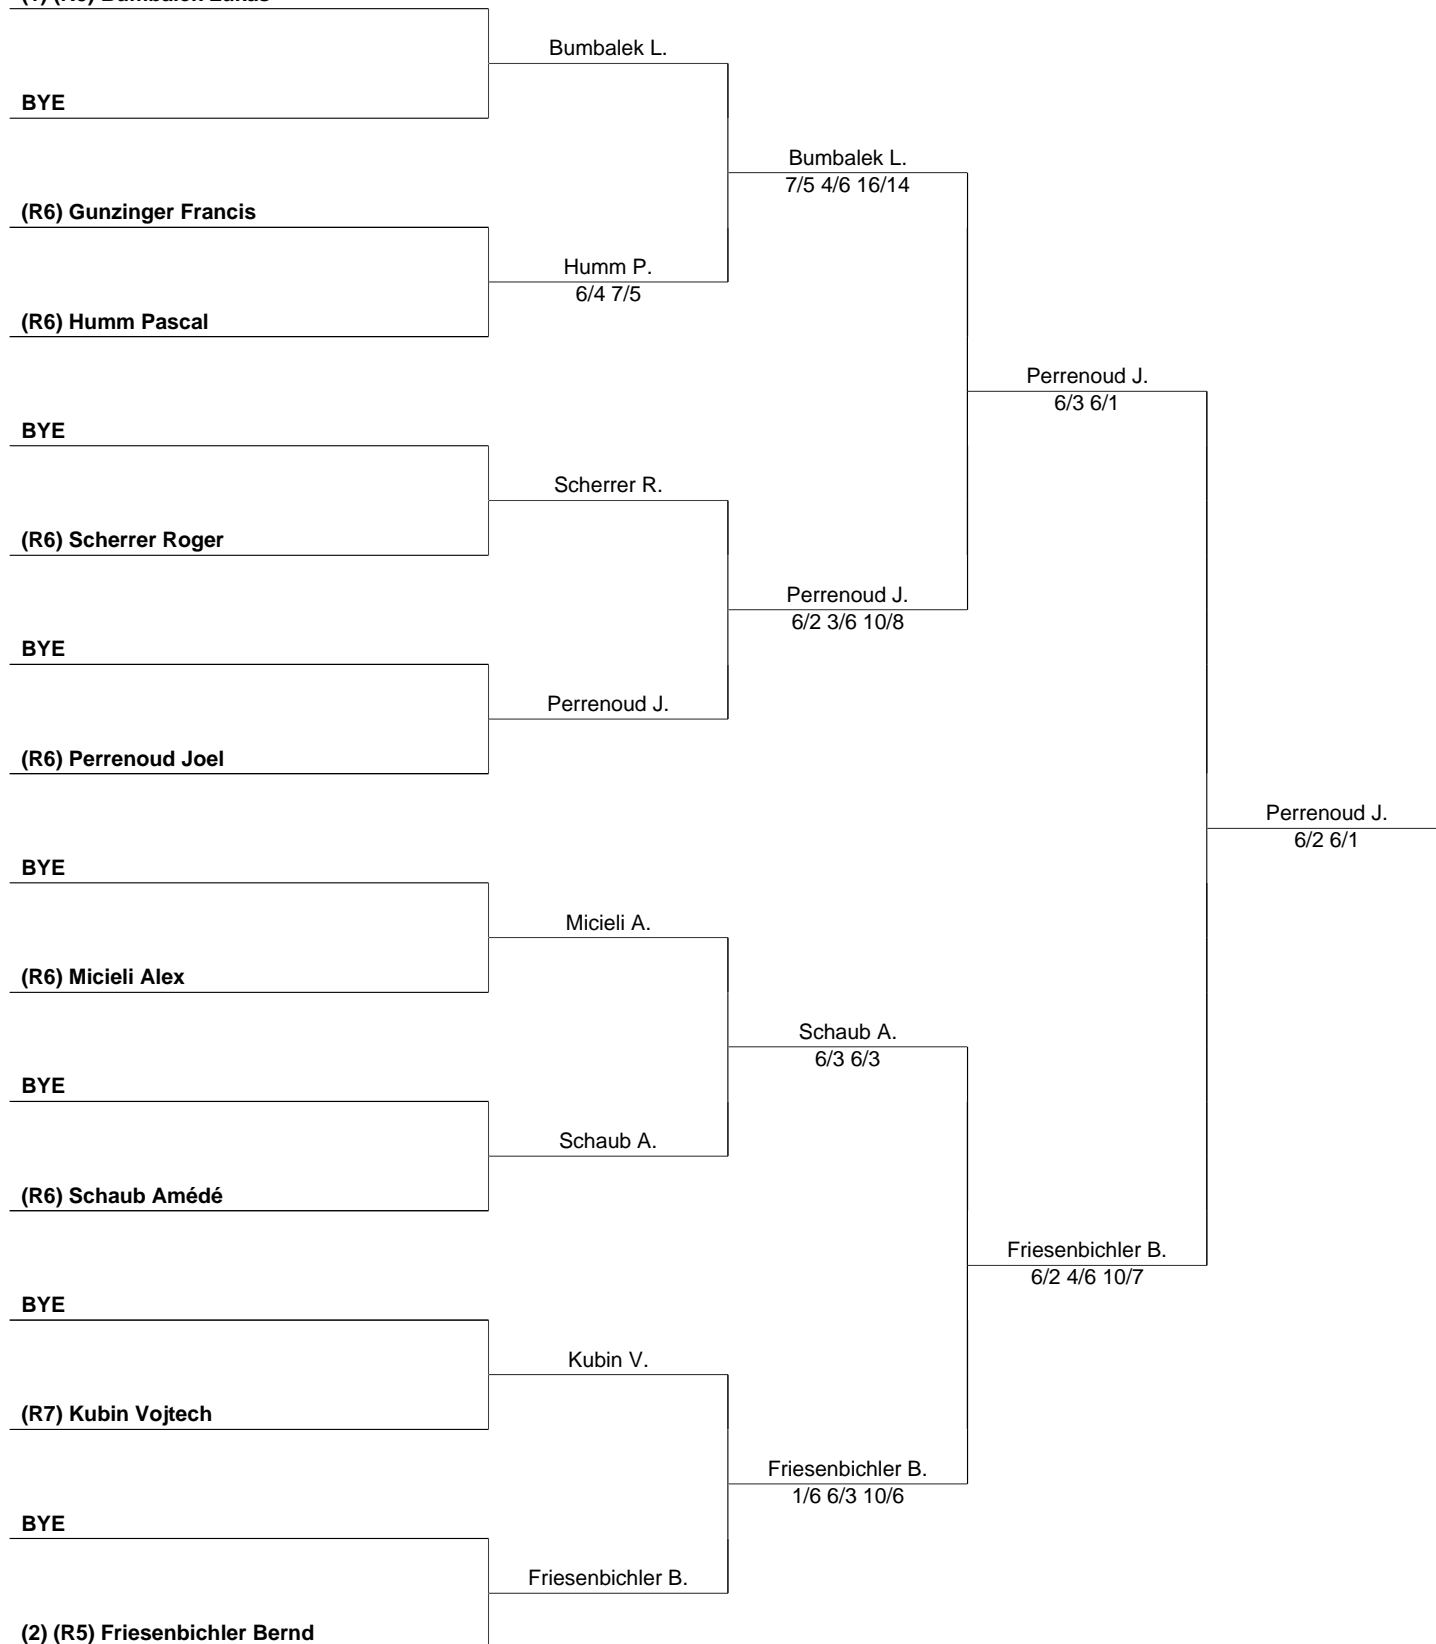 Bumbalek L.
BYE
Bumbalek L.
7/5 4/6 16/14
(R6) Gunzinger Francis
Humm P.
6/4 7/5
(R6) Humm Pascal
Perrenoud J.
6/3 6/1
BYE
Scherrer R.
(R6) Scherrer Roger
Perrenoud J.
6/2 3/6 10/8
BYE
Perrenoud J.
(R6) Perrenoud Joel
Perrenoud J.
6/2 6/1
BYE
Micieli A.
(R6) Micieli Alex
Schaub A.
6/3 6/3
BYE
Schaub A.
(R6) Schaub Amédé
Friesenbichler B.
6/2 4/6 10/7
BYE
Kubin V.
(R7) Kubin Vojtech
Friesenbichler B.
1/6 6/3 10/6
BYE
Friesenbichler B.
(2) (R5) Friesenbichler Bernd